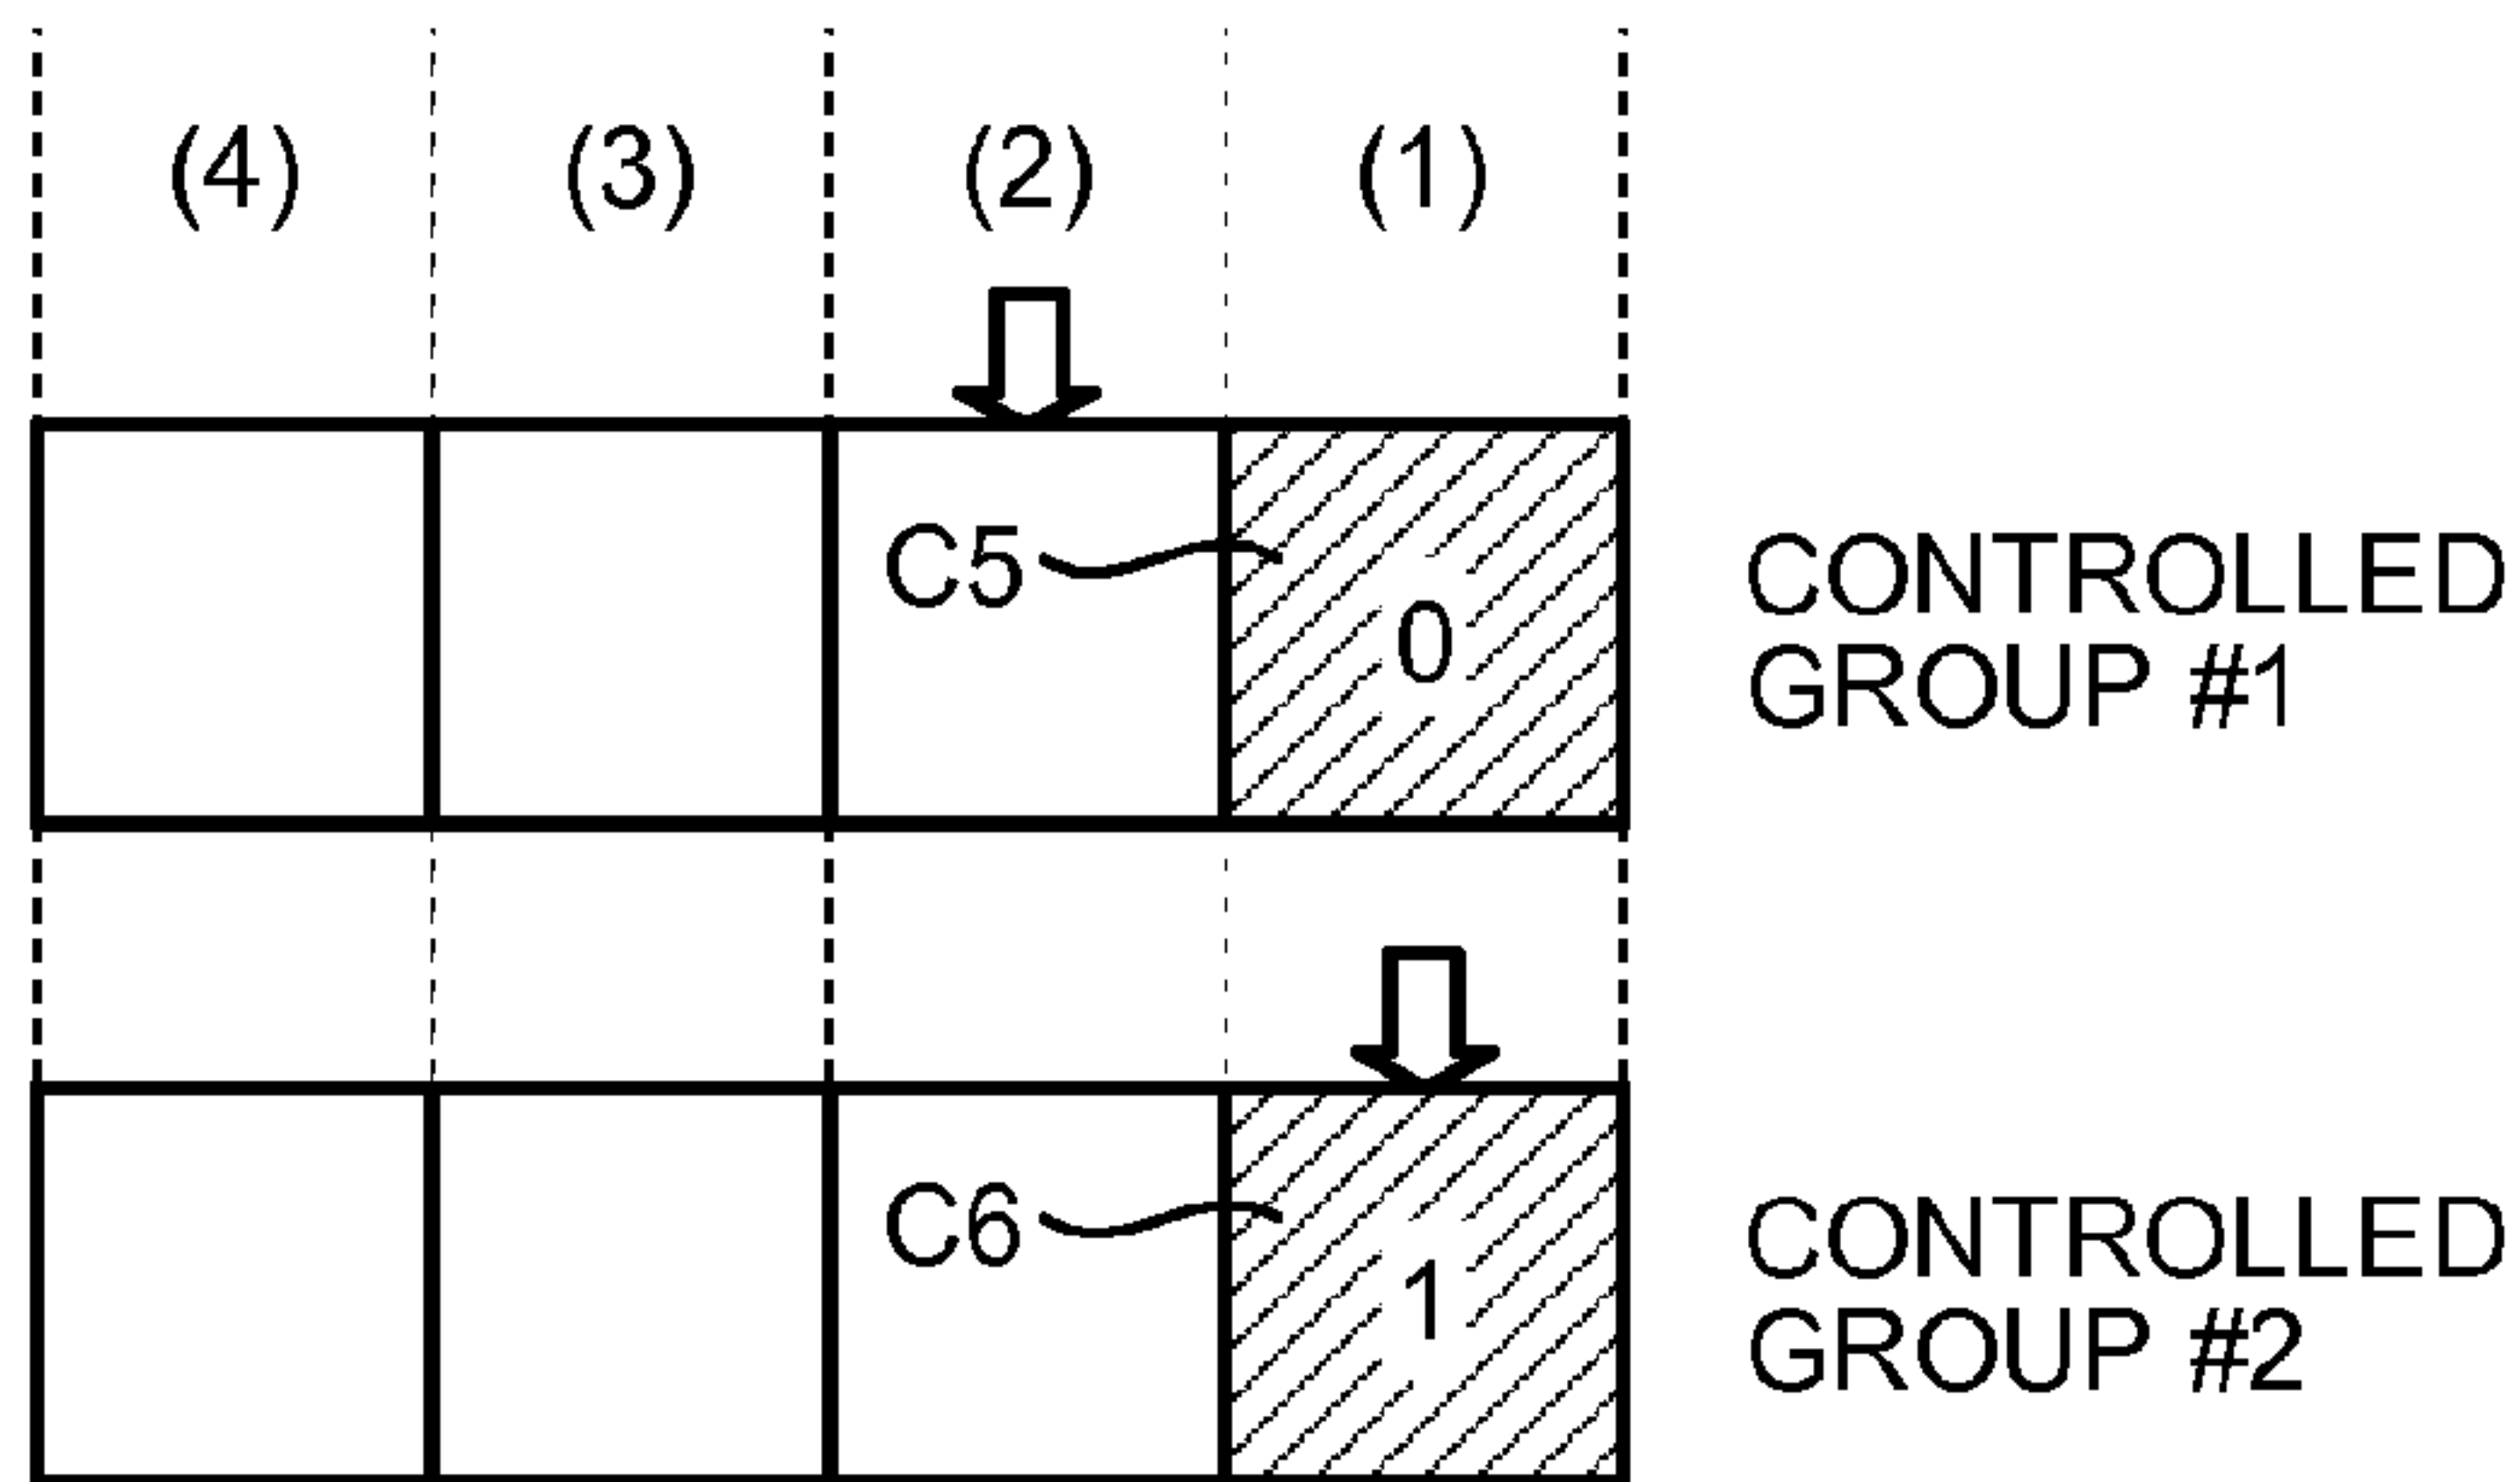 (4) (3) (2) (1)
C5
0
CONTROLLED
GROUP #1
C6
1
CONTROLLED
GROUP #2